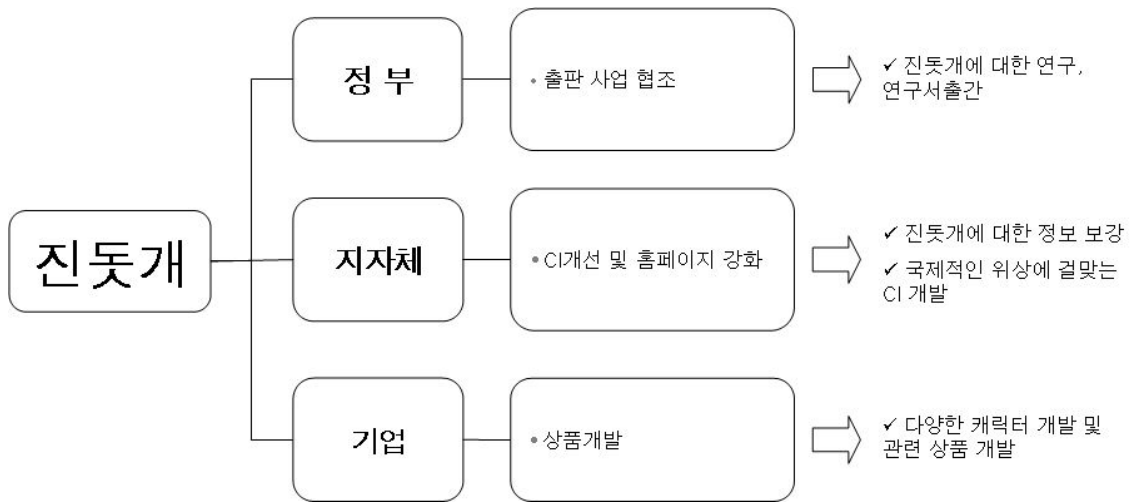 진돗개
정 부
• 출판 사업 협조
✓ 진돗개에 대한 연구,
연구서출간
지자체
• CI개선 및 홈페이지 강화
✓ 진돗개에 대한 정보 보강
✓ 국제적인 위상에 걸맞는
CI 개발
기업
• 상품개발
✓ 다양한 캐릭터 개발 및
관련 상품 개발